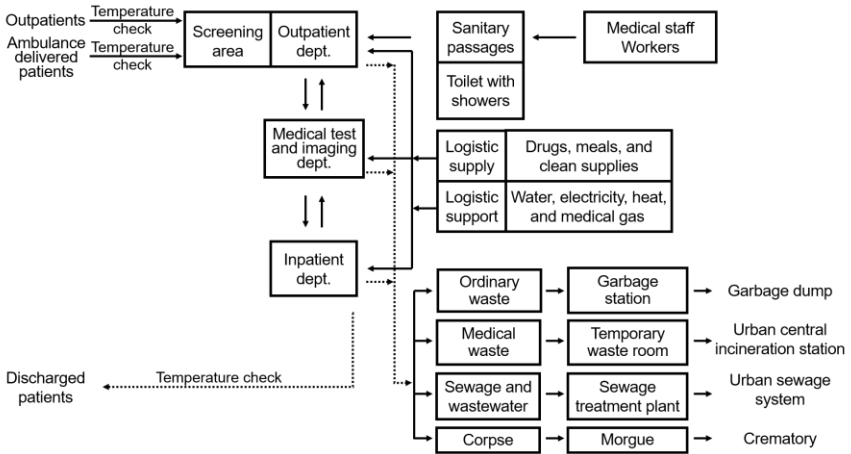 Outpatients
Temperature
check
Ambulance
delivered
patients
Temperature
check
Screening
area
Outpatient
dept.
Sanitary
passages
Toilet with
showers
Medical staff
Workers
Medical test
and imaging
dept.
Logistic
supply
Drugs, meals, and
clean supplies
Logistic
support
Water, electricity, heat,
and medical gas
Inpatient
dept.
Ordinary
waste
Garbage
station
Garbage dump
Medical
waste
Temporary
waste room
Urban central
incineration station
Discharged
patients
Temperature check
Sewage and
wastewater
Sewage
treatment plant
Urban sewage
system
Corpse
Morgue
Crematory